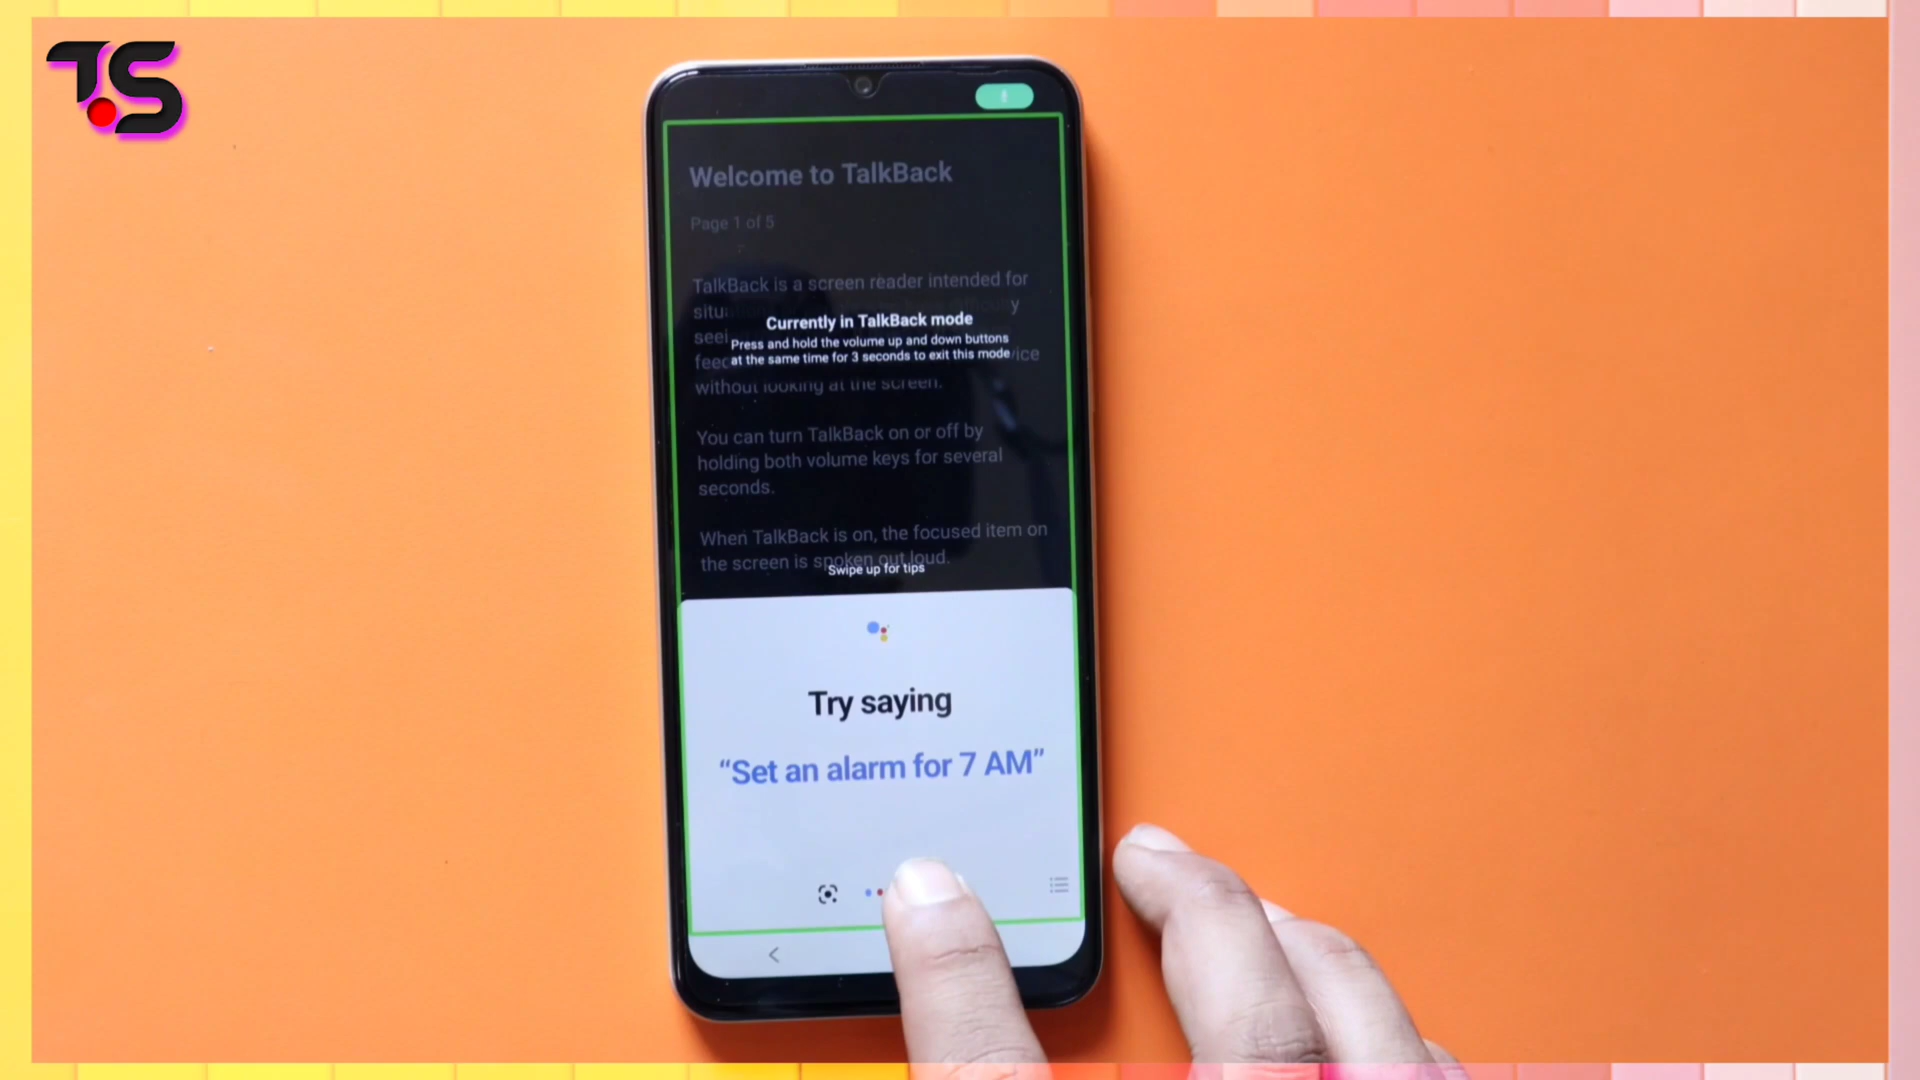 T.S
Welcome to TalkBack
Page 1 of 5
TalkBack is a screen reader intended for
situ
y
Currently in TalkBack mode
seei
Press and hold the volume up and down buttons
feed
at the same time for 3 seconds to exit this mode
vice
without looking at the screen.
You can turn TalkBack on or off by
holding both volume keys for several
seconds.
When TalkBack is on, the focused item on
the screen is spoken out loud.
Swipe up for tips
Try saying
“Set an alarm for 7 AM”